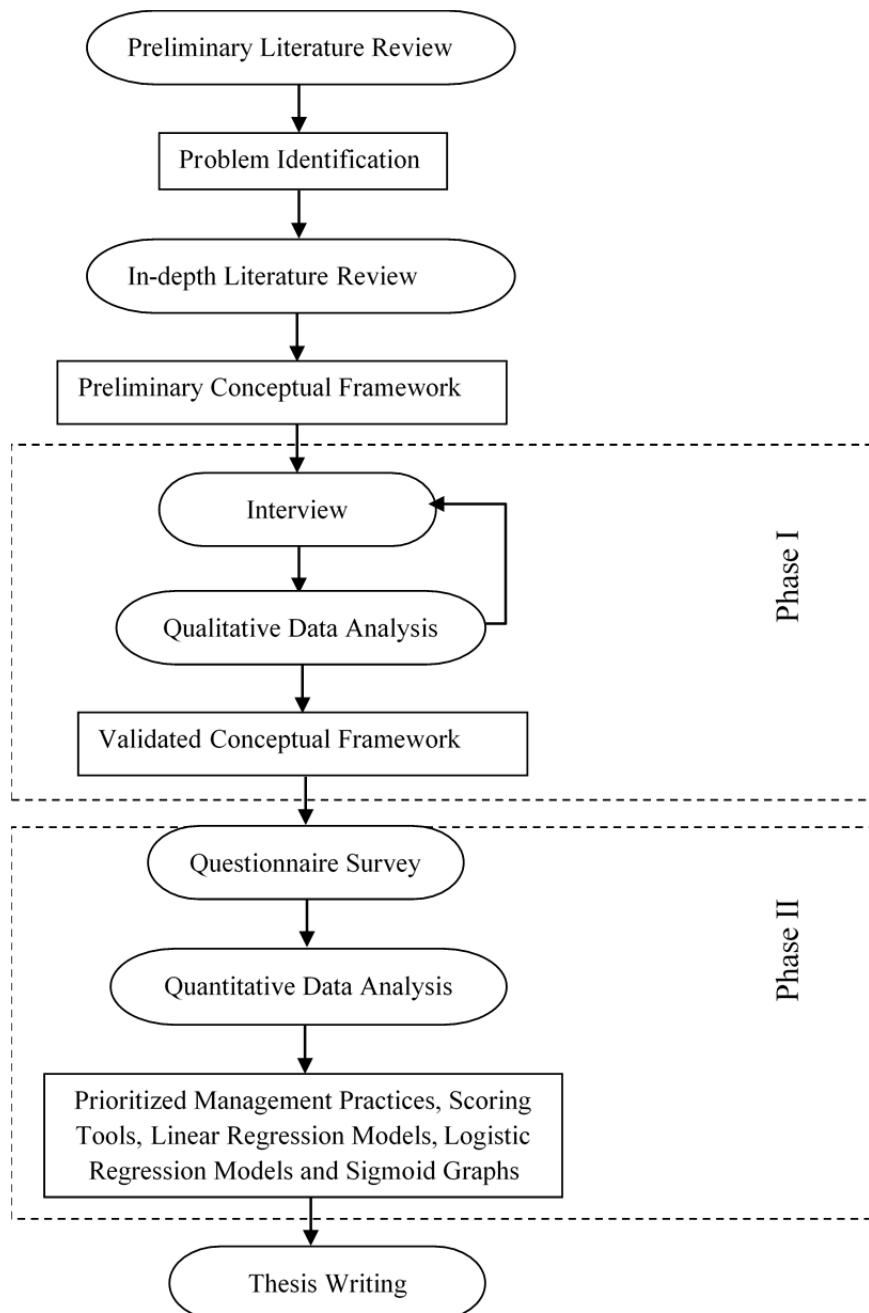 Preliminary Literature Review
Problem Identification
In-depth Literature Review
Preliminary Conceptual Framework
Interview
Phase I
Qualitative Data Analysis
Validated Conceptual Framework
Questionnaire Survey
Phase II
Quantitative Data Analysis
Prioritized Management Practices, Scoring
Tools, Linear Regression Models, Logistic
Regression Models and Sigmoid Graphs
Thesis Writing